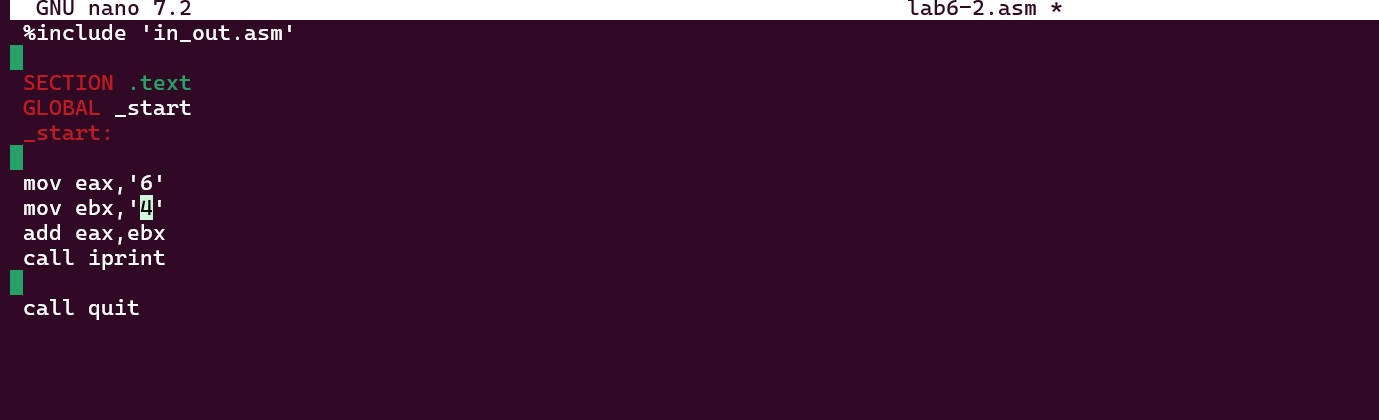 GNU nano 7.2 lab6-2.asm *
%include 'in_out.asm'
SECTION .text
GLOBAL _start
_start:
mov eax,'6'
mov ebx,'4'
add eax,ebx
call iprint
call quit